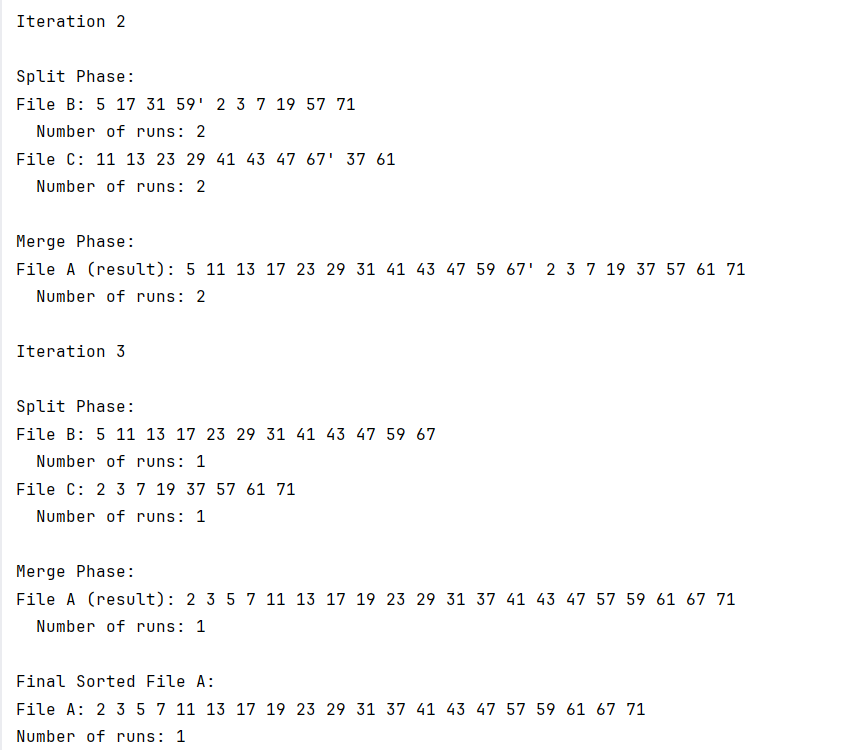 Iteration 2
Split Phase:
File B: 5 17 31 59' 2 3 7 19 57 71
Number of runs: 2
File C: 11 13 23 29 41 43 47 67' 37 61
Number of runs: 2
Merge Phase:
File A (result): 5 11 13 17 23 29 31 41 43 47 59 67' 2 3 7 19 37 57 61 71
Number of runs: 2
Iteration 3
Split Phase:
File B: 5 11 13 17 23 29 31 41 43 47 59 67
Number of runs: 1
File C: 2 3 7 19 37 57 61 71
Number of runs: 1
Merge Phase:
File A (result): 2 3 5 7 11 13 17 19 23 29 31 37 41 43 47 57 59 61 67 71
Number of runs: 1
Final Sorted File A:
File A: 2 3 5 7 11 13 17 19 23 29 31 37 41 43 47 57 59 61 67 71
Number of runs: 1